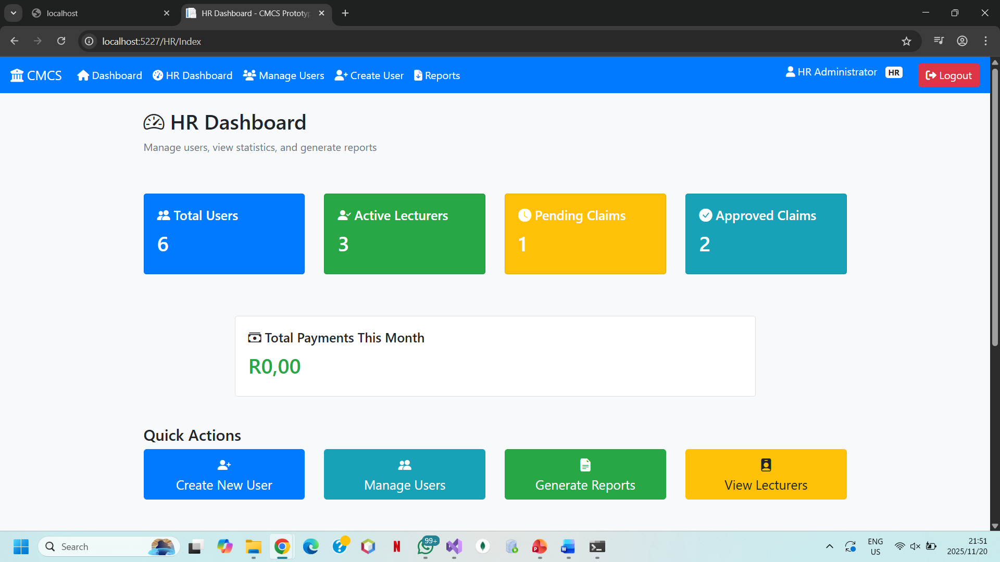 localhost
HR Dashboard - CMCS Prototyp
localhost:5227/HR/Index
CMCS Dashboard HR Dashboard Manage Users Create User Reports HR Administrator HR Logout
HR Dashboard
Manage users, view statistics, and generate reports
Total Users
6
Active Lecturers
3
Pending Claims
1
Approved Claims
2
Total Payments This Month
R0,00
Quick Actions
Create New User
Manage Users
Generate Reports
View Lecturers
Search
99+
ENG
US
21:51
2025/11/20